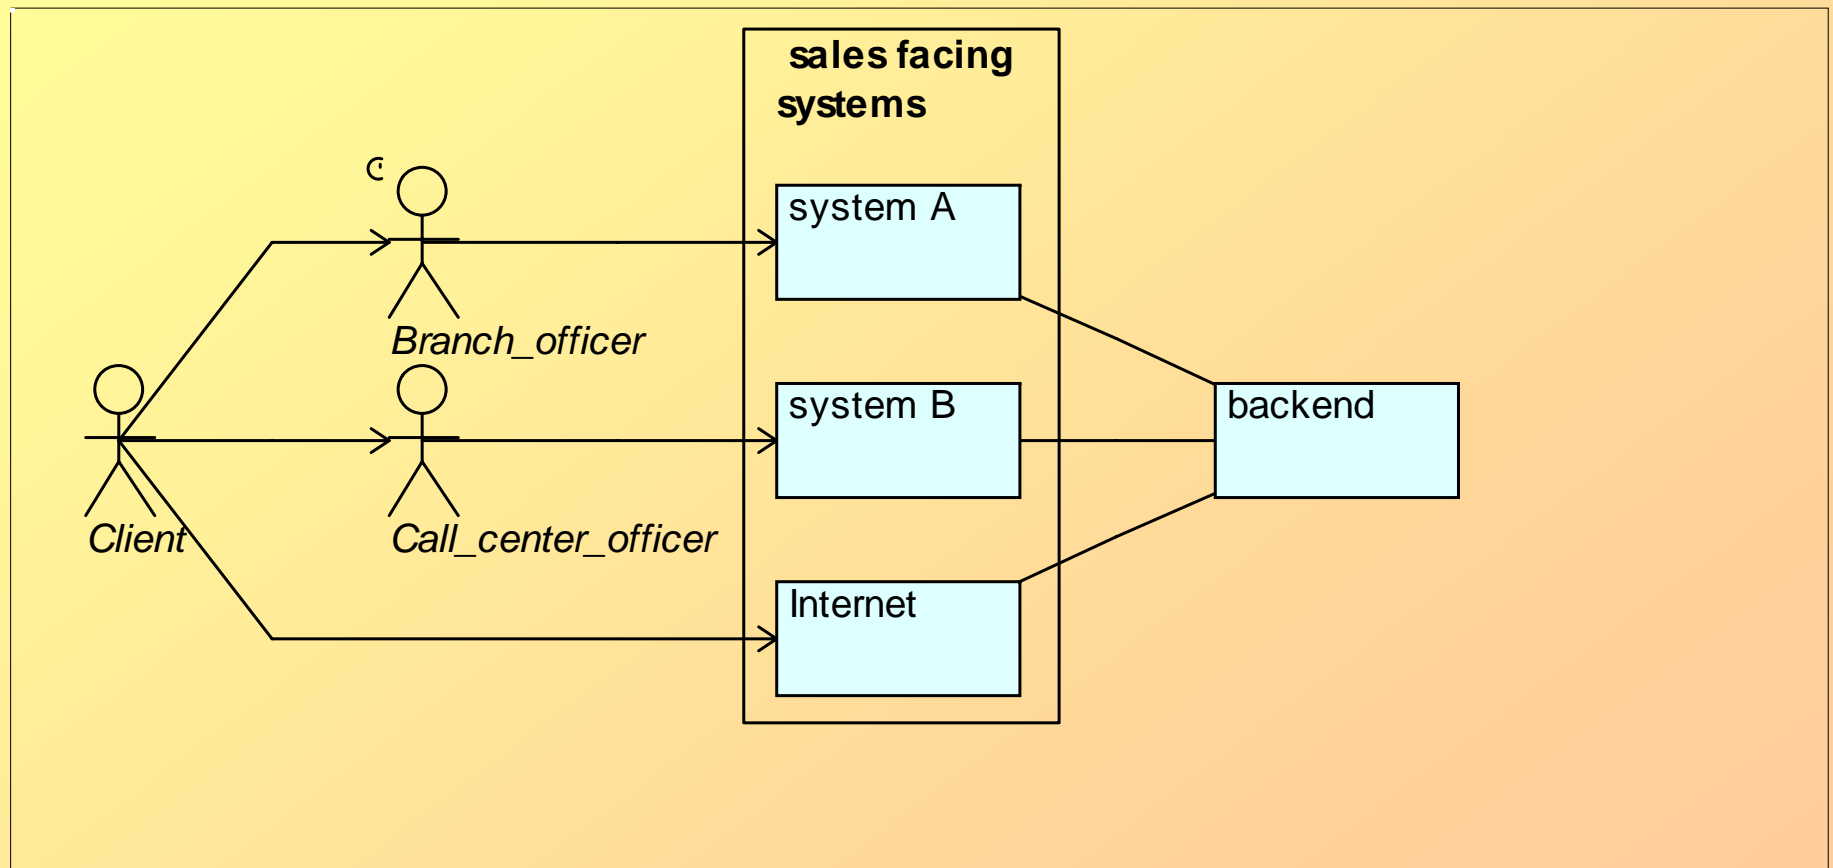 sales facing
systems
system A
Branch_officer
system B
backend
Client
Call_center_officer
Internet